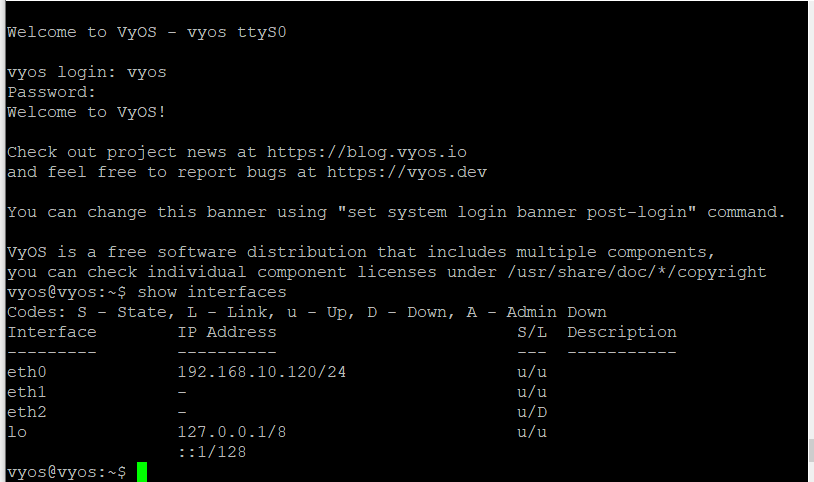 Welcome to VyOS - vyos ttyS0
vyos login: vyos
Password:
Welcome to VyOS!
Check out project news at https://blog.vyos.io
and feel free to report bugs at https://vyos.dev
You can change this banner using "set system login banner post-login" command.
VyOS is a free software distribution that includes multiple components,
you can check individual component licenses under /usr/share/doc/*/copyright
vyos@vyos:~$ show interfaces
Codes: S - State, L - Link, u - Up, D - Down, A - Admin Down
Interface        IP Address                        S/L  Description
---------        ----------                        ---  -----------
eth0             192.168.10.120/24                 u/u
eth1             -                                 u/u
eth2             -                                 u/D
lo               127.0.0.1/8                       u/u
                 ::1/128
vyos@vyos:~$